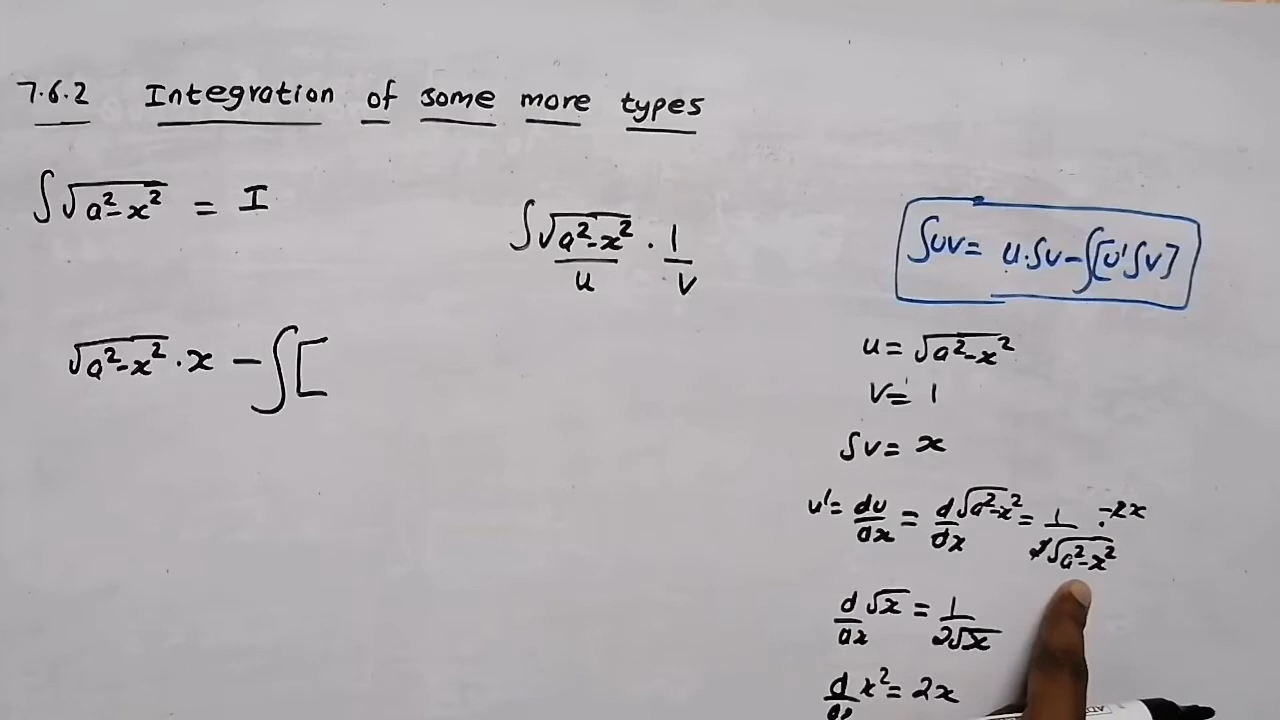 7.6.2 Integration of some more types
∫√a²-x² = I
∫√a²-x² · 1
u v
√a²-x² · x - ∫[
∫uv = u.∫v - ∫[u'∫v]
u = √a²-x²
v = 1
∫v = x
u' = du/dx = d/dx √a²-x² = 1/2√a²-x² · -2x
d/dx √x = 1/2√x
d/dx x² = 2x